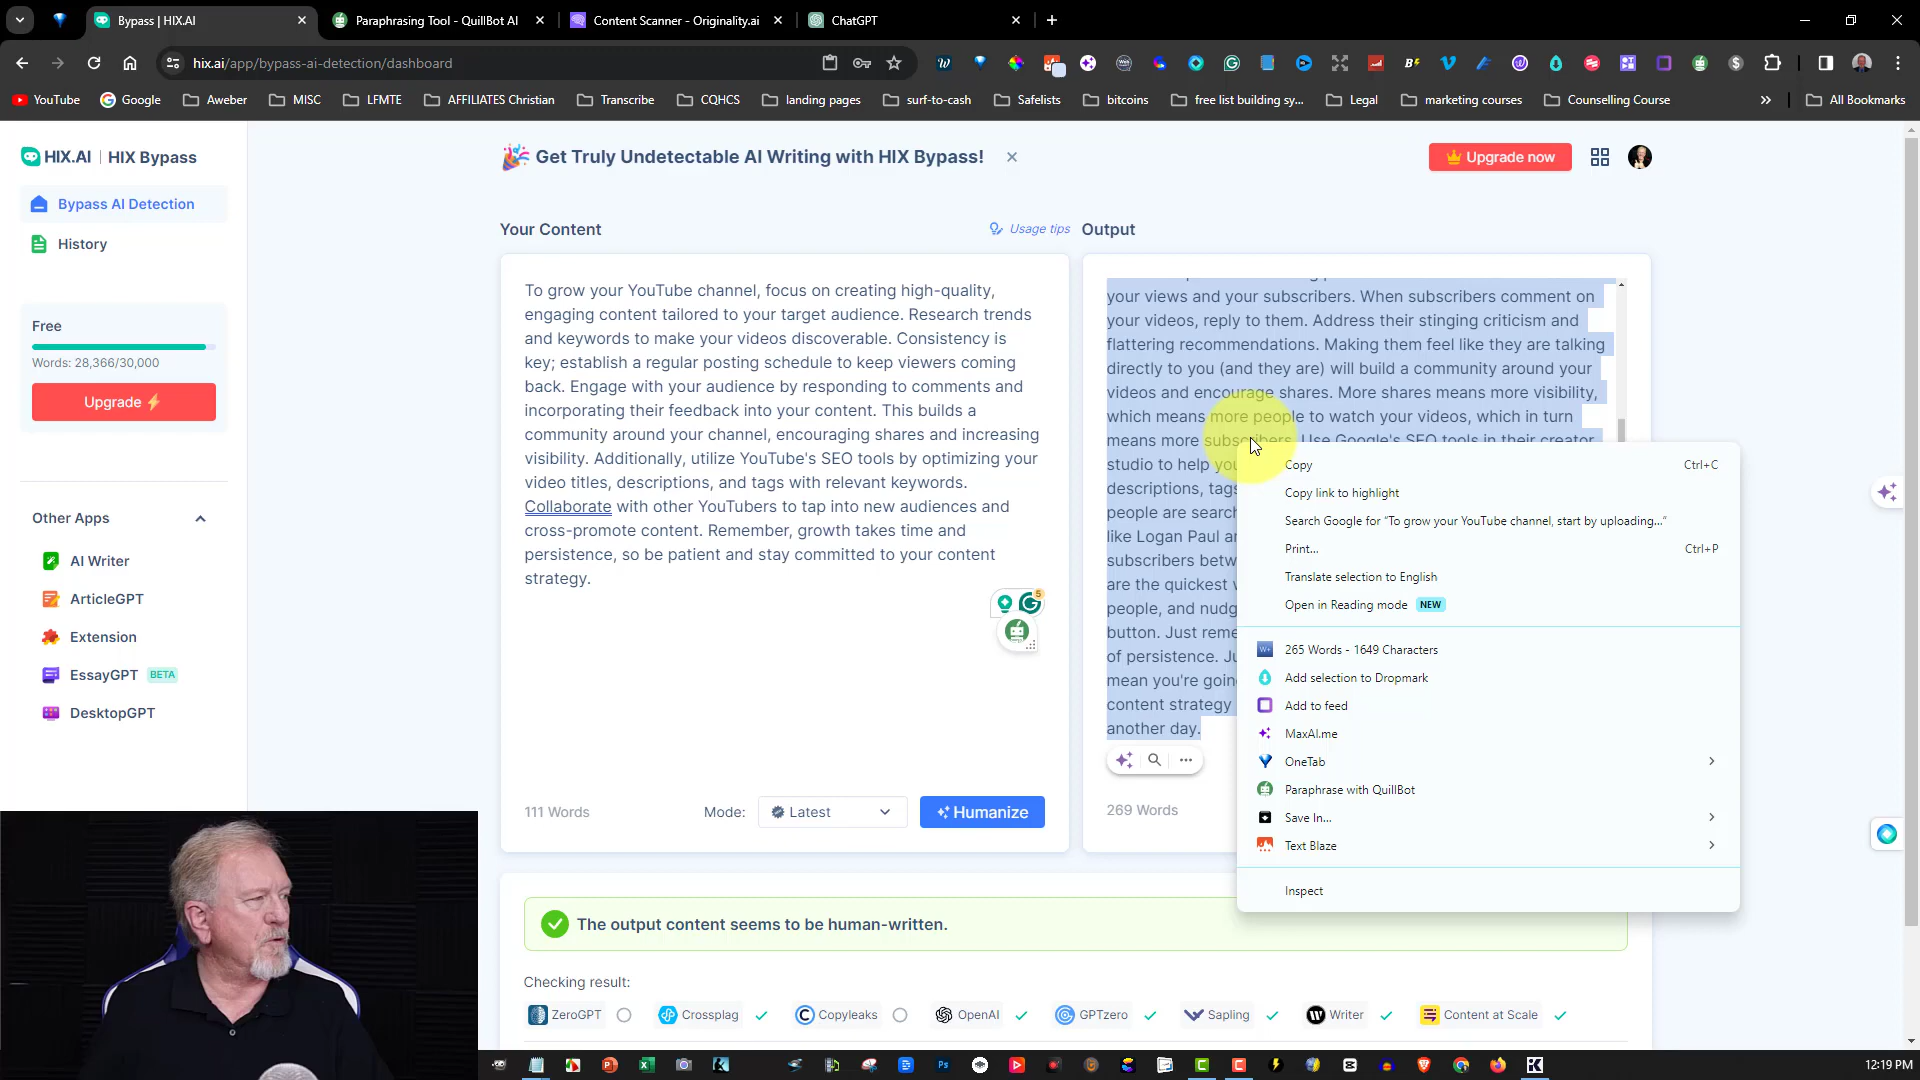 Bypass | HIX.AI
Paraphrasing Tool - QuillBot AI
Content Scanner - Originality.ai
ChatGPT
hix.ai/app/bypass-ai-detection/dashboard
YouTube
Google
Aweber
MISC
LFMTE
AFFILIATES Christian
Transcribe
CQHCS
landing pages
surf-to-cash
Safelists
bitcoins
free list building sy...
Legal
marketing courses
Counselling Course
All Bookmarks
HIX.AI | HIX Bypass
Get Truly Undetectable AI Writing with HIX Bypass!
Upgrade now
Bypass AI Detection
History
Free
Words: 28,366/30,000
Upgrade
Other Apps
AI Writer
ArticleGPT
Extension
EssayGPT BETA
DesktopGPT
Your Content
Usage tips
To grow your YouTube channel, focus on creating high-quality,
engaging content tailored to your target audience. Research trends
and keywords to make your videos discoverable. Consistency is
key; establish a regular posting schedule to keep viewers coming
back. Engage with your audience by responding to comments and
incorporating their feedback into your content. This builds a
community around your channel, encouraging shares and increasing
visibility. Additionally, utilize YouTube's SEO tools by optimizing your
video titles, descriptions, and tags with relevant keywords.
Collaborate with other YouTubers to tap into new audiences and
cross-promote content. Remember, growth takes time and
persistence, so be patient and stay committed to your content
strategy.
5
111 Words
Mode:
Latest
Humanize
Output
your views and your subscribers. When subscribers comment on
your videos, reply to them. Address their stinging criticism and
flattering recommendations. Making them feel like they are talking
directly to you (and they are) will build a community around your
videos and encourage shares. More shares means more visibility,
which means more people to watch your videos, which in turn
means more subscribers. Use Google's SEO tools in their creator
studio to help you
descriptions, tags
people are search
like Logan Paul an
subscribers betw
are the quickest w
people, and nudg
button. Just reme
of persistence. Ju
mean you're goin
content strategy
another day.
269 Words
Copy Ctrl+C
Copy link to highlight
Search Google for "To grow your YouTube channel, start by uploading..."
Print... Ctrl+P
Translate selection to English
Open in Reading mode NEW
265 Words - 1649 Characters
Add selection to Dropmark
Add to feed
MaxAI.me
OneTab
Paraphrase with QuillBot
Save In...
Text Blaze
Inspect
The output content seems to be human-written.
Checking result:
ZeroGPT
Crossplag
Copyleaks
OpenAI
GPTzero
Sapling
Writer
Content at Scale
12:19 PM